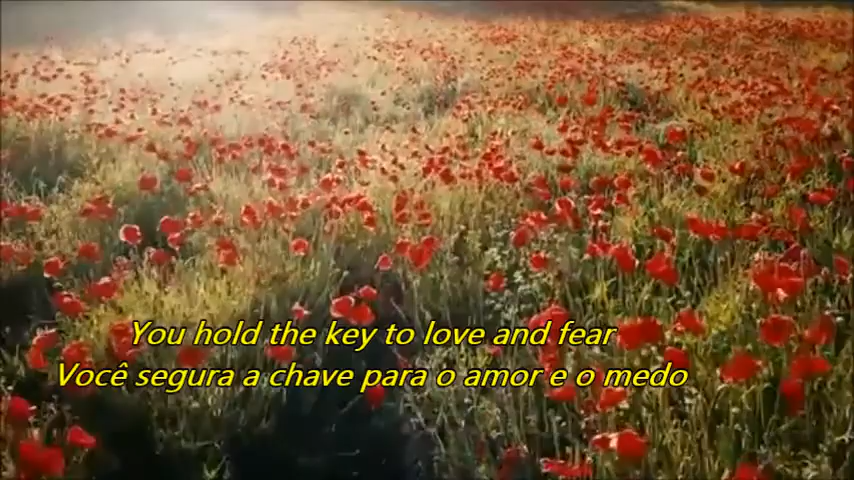 You hold the key to love and fear
Você segura a chave para o amor e o medo